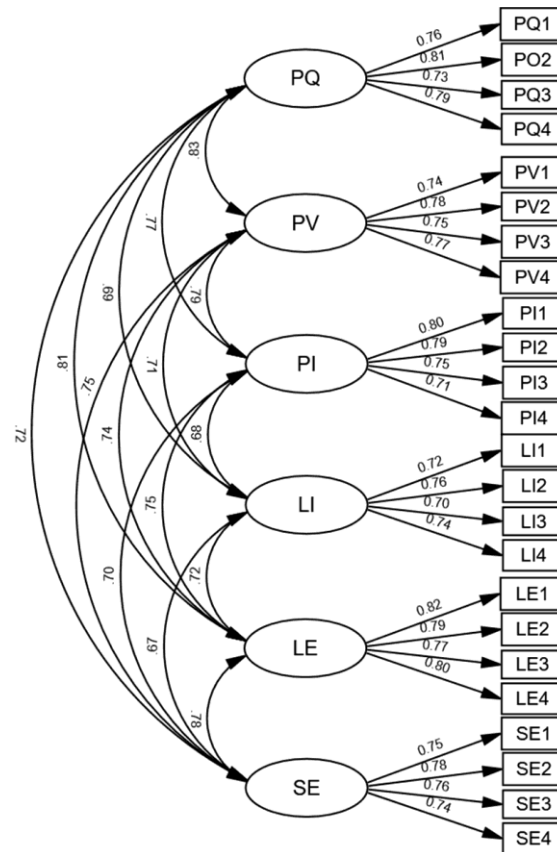 0.76
PQ1
0.81
PO2
PQ
0.73
PQ3
0.79
PQ4
.83
0.74
PV1
.77
0.78
PV2
PV
0.75
PV3
0.77
PV4
.79
.69
0.80
PI1
.81
.75
.71
0.79
PI2
PI
0.75
PI3
0.71
PI4
.72
.74
.68
0.72
LI1
0.76
LI2
.75
LI
0.70
LI3
0.74
LI4
.70
.72
0.82
LE1
0.79
LE2
.67
LE
0.77
LE3
0.80
LE4
.78
0.75
SE1
0.78
SE2
SE
0.76
SE3
0.74
SE4